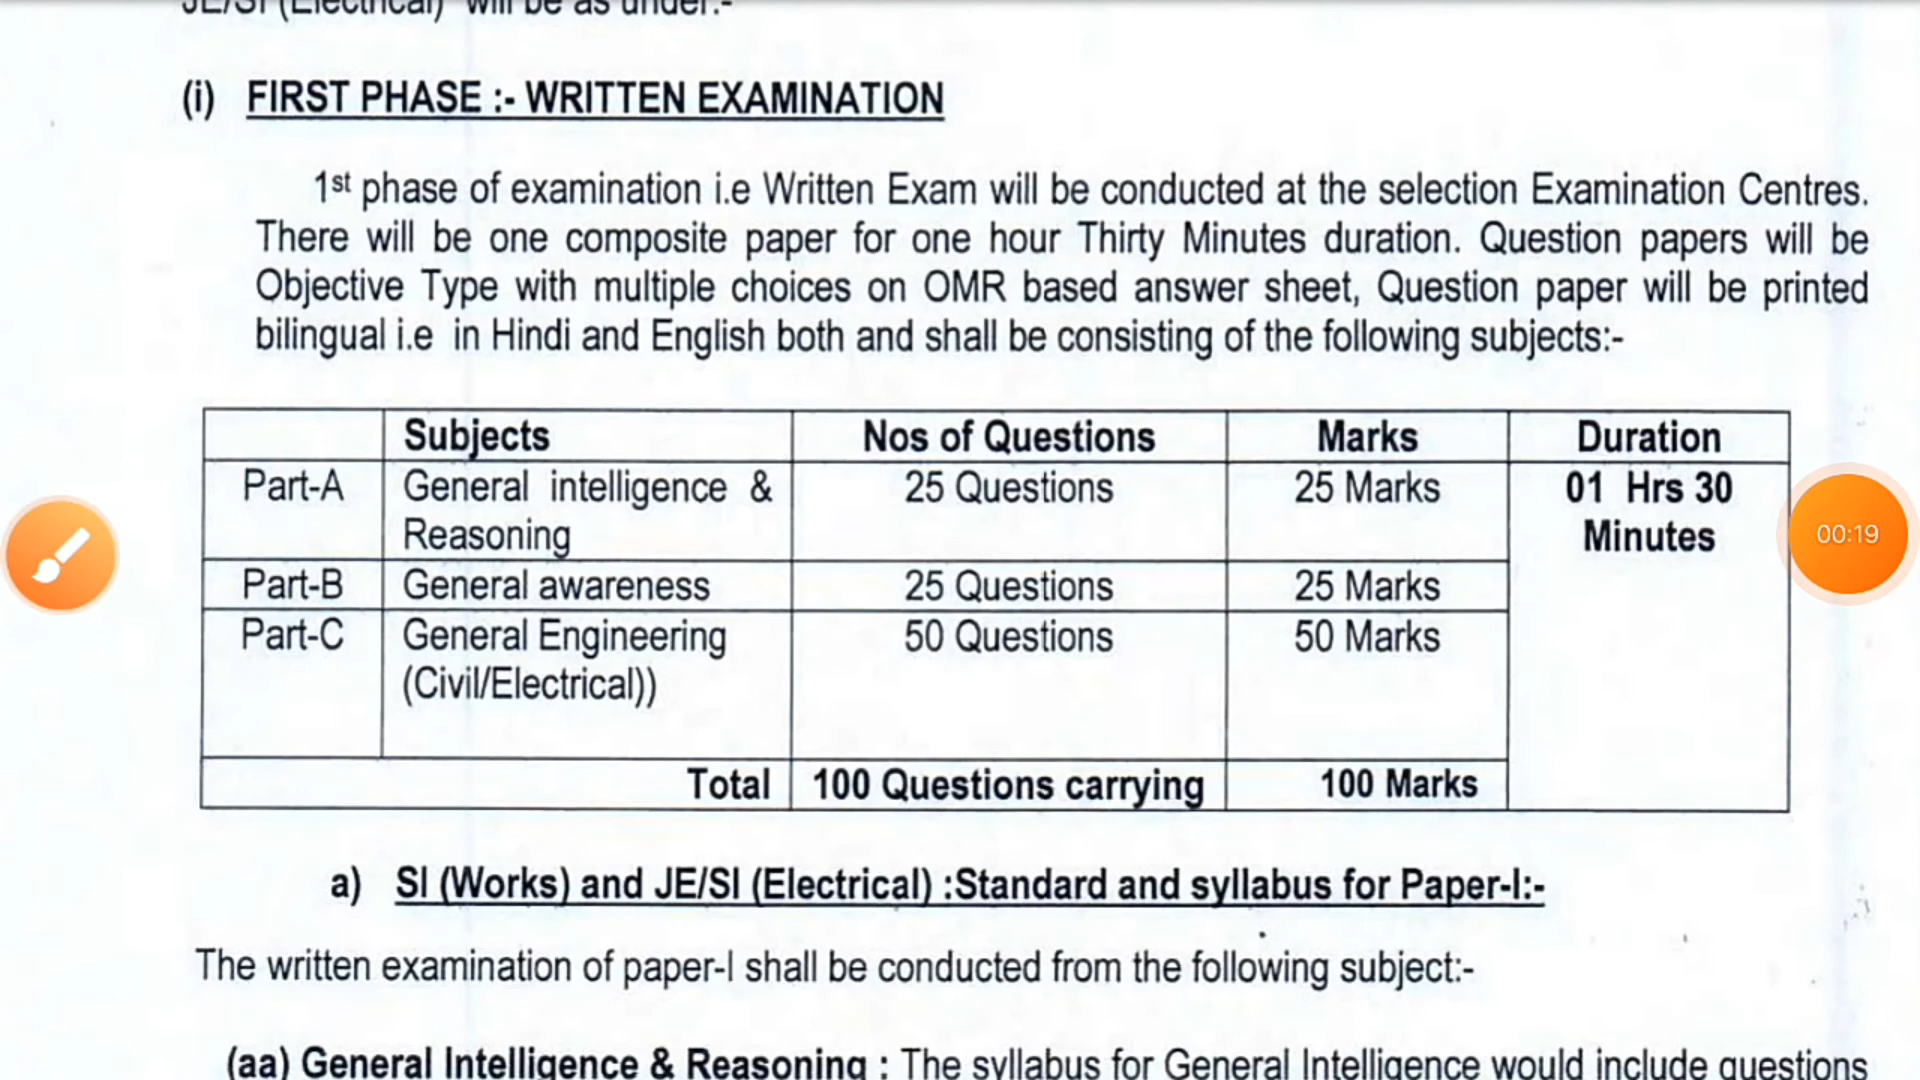 JE/SI (Electrical) will be as under:-
(i) FIRST PHASE :- WRITTEN EXAMINATION
1st phase of examination i.e Written Exam will be conducted at the selection Examination Centres.
There will be one composite paper for one hour Thirty Minutes duration. Question papers will be
Objective Type with multiple choices on OMR based answer sheet, Question paper will be printed
bilingual i.e in Hindi and English both and shall be consisting of the following subjects:-
Subjects Nos of Questions Marks Duration
Part-A General intelligence & 25 Questions 25 Marks 01 Hrs 30
Reasoning Minutes
00:19
Part-B General awareness 25 Questions 25 Marks
Part-C General Engineering 50 Questions 50 Marks
(Civil/Electrical))
Total 100 Questions carrying 100 Marks
a) SI (Works) and JE/SI (Electrical) :Standard and syllabus for Paper-I:-
The written examination of paper-I shall be conducted from the following subject:-
(aa) General Intelligence & Reasoning : The syllabus for General Intelligence would include questions